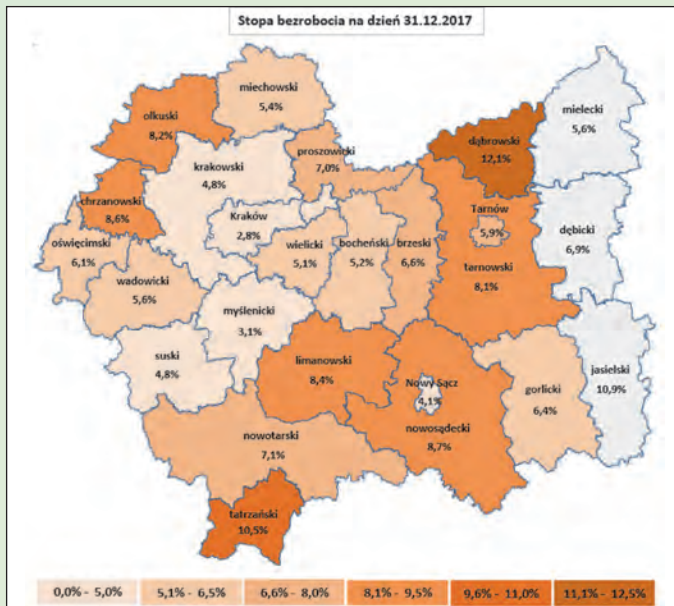 Stopa bezrobocia na dzień 31.12.2017
miechowski
5,4%
olkuski
8,2%
mielecki
5,6%
dąbrowski
12,1%
proszowicki
7,0%
krakowski
4,8%
chrzanowski
8,6%
Kraków
2,8%
Tarnów
5,9%
oświęcimski
6,1%
wielicki
5,1%
bocheński
5,2%
brzeski
6,6%
dębicki
6,9%
tarnowski
8,1%
wadowicki
5,6%
myślenicki
3,1%
suski
4,8%
limanowski
8,4%
Nowy Sącz
4,1%
nowosądecki
8,7%
gorlicki
6,4%
jasielski
10,9%
nowotarski
7,1%
tatrzański
10,5%
0,0% - 5,0% 5,1% - 6,5% 6,6% - 8,0% 8,1% - 9,5% 9,6% - 11,0% 11,1% - 12,5%